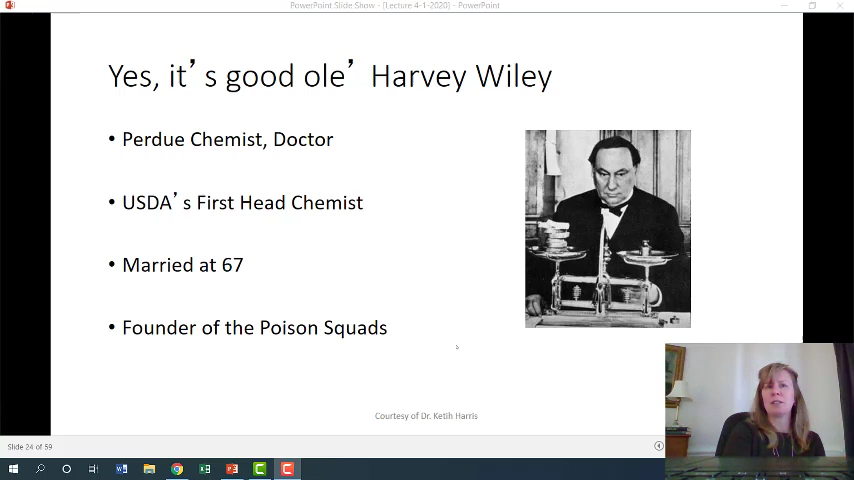 PowerPoint Slide Show - [Lecture 4-1-2020] - PowerPoint
Yes, it's good ole' Harvey Wiley
• Perdue Chemist, Doctor
• USDA's First Head Chemist
• Married at 67
• Founder of the Poison Squads
Courtesy of Dr. Ketih Harris
Slide 24 of 59